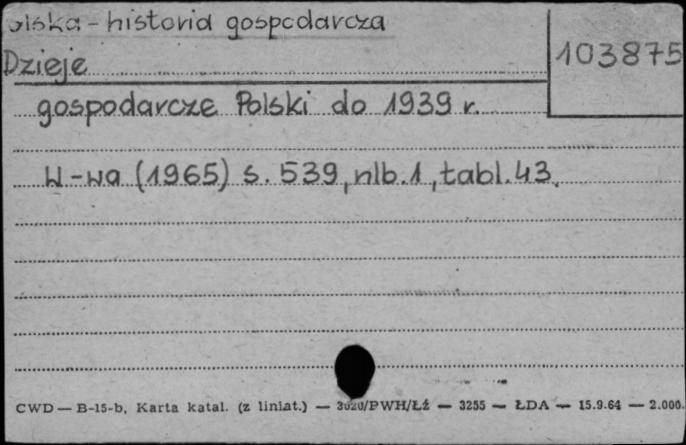 olska - historia gospodarcza
103875
Dzieje
gospodarcze Polski do 1939 r.
W-wa (1965) s. 539, nlb.1, tabl.43.
CWD — B-15-b, Karta katal. (z liniat.) — 3020/PWH/Łź — 3255 — ŁDA — 15.9.64 — 2.000.